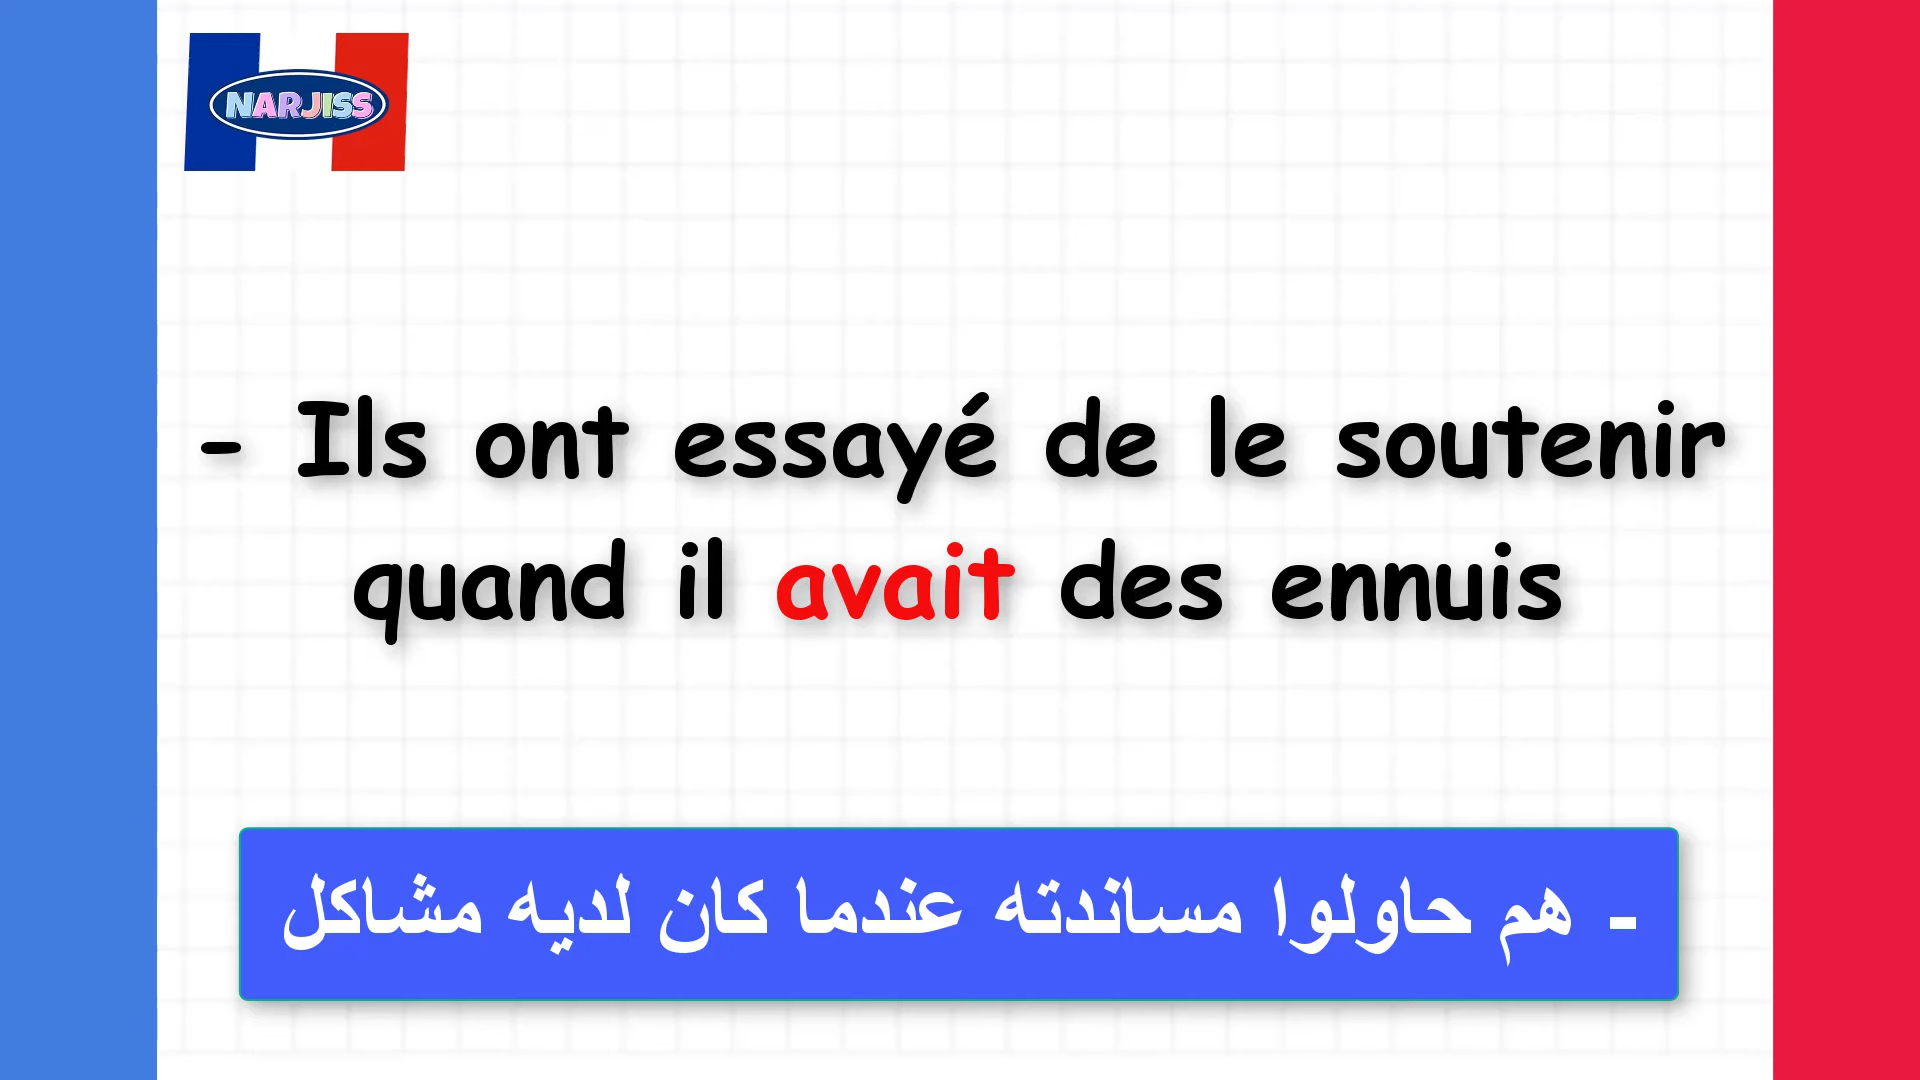 NARJISS
- Ils ont essayé de le soutenir
quand il avait des ennuis
- هم حاولوا مساندته عندما كان لديه مشاكل